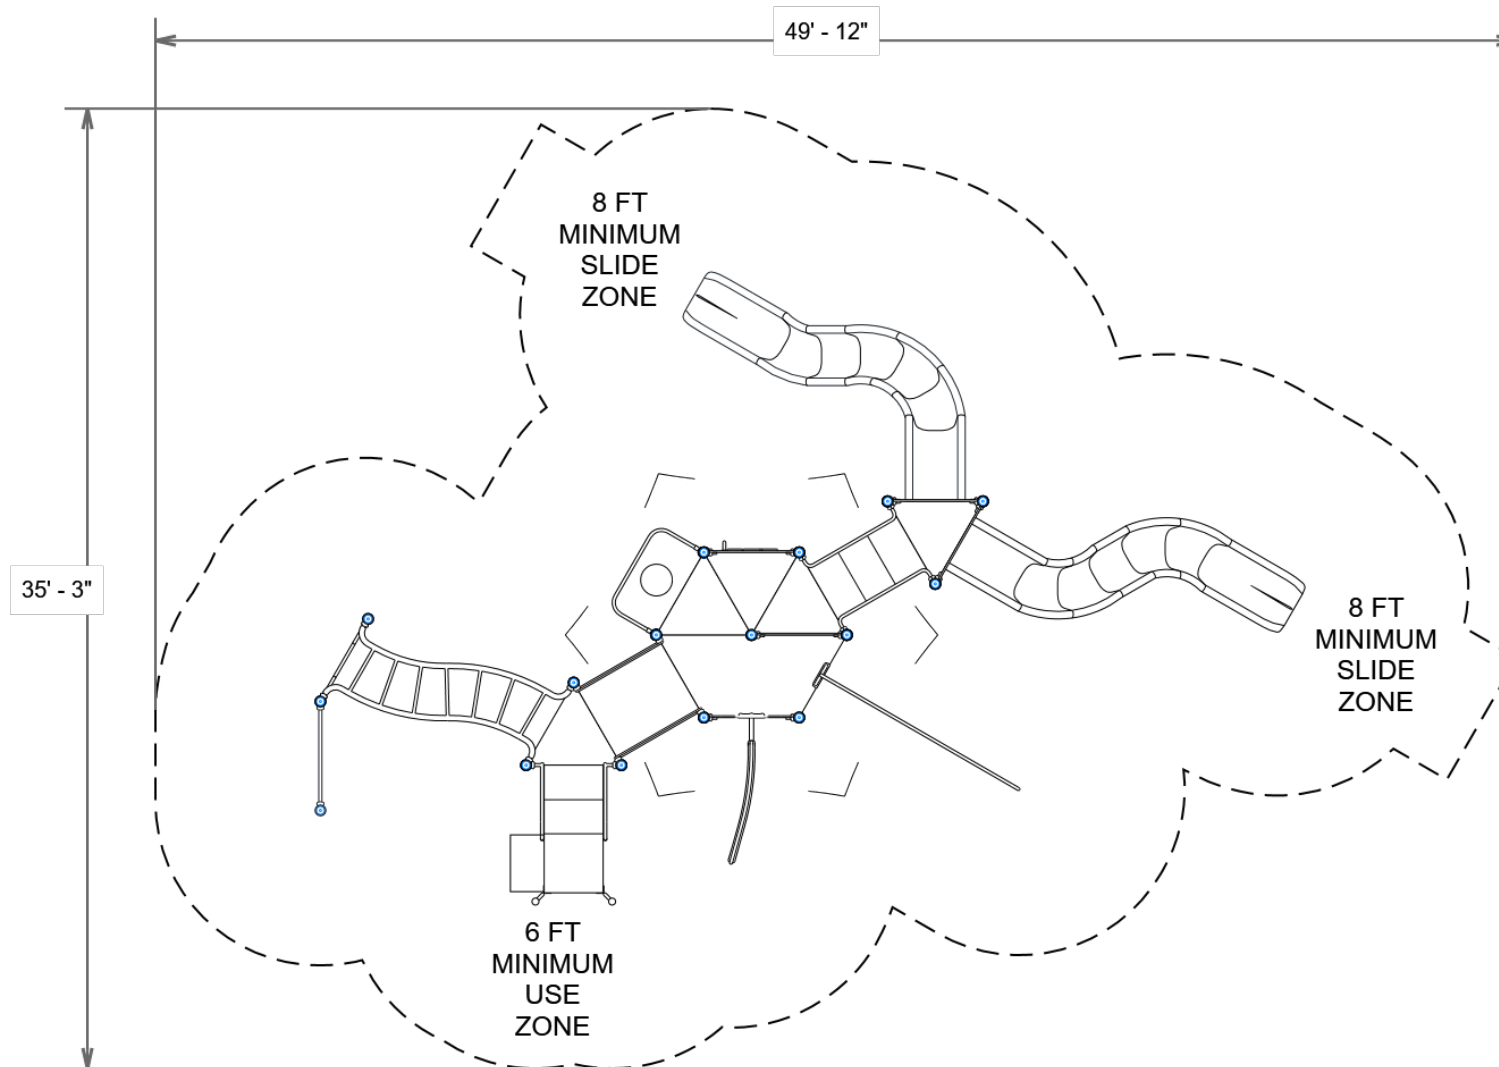 49' - 12"
8 FT
MINIMUM
SLIDE
ZONE
35' - 3"
8 FT
MINIMUM
SLIDE
ZONE
6 FT
MINIMUM
USE
ZONE